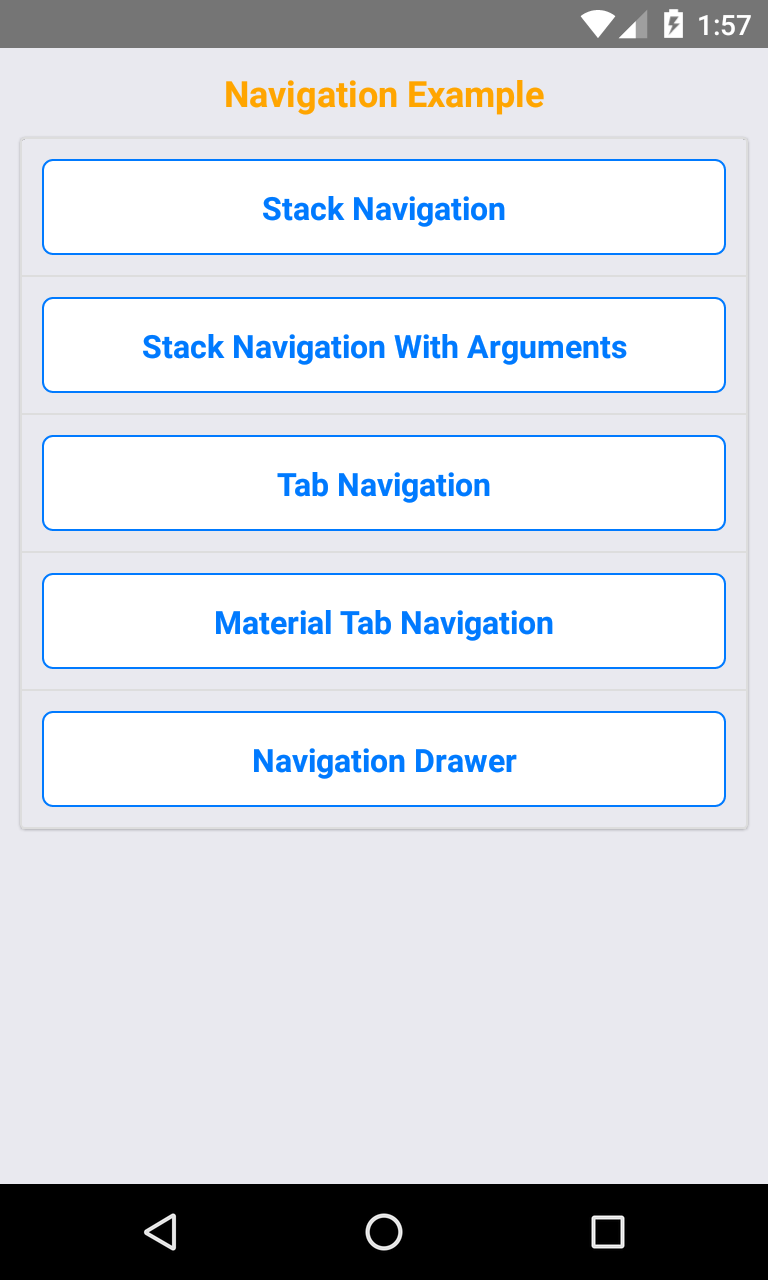 1:57
Navigation Example
Stack Navigation
Stack Navigation With Arguments
Tab Navigation
Material Tab Navigation
Navigation Drawer